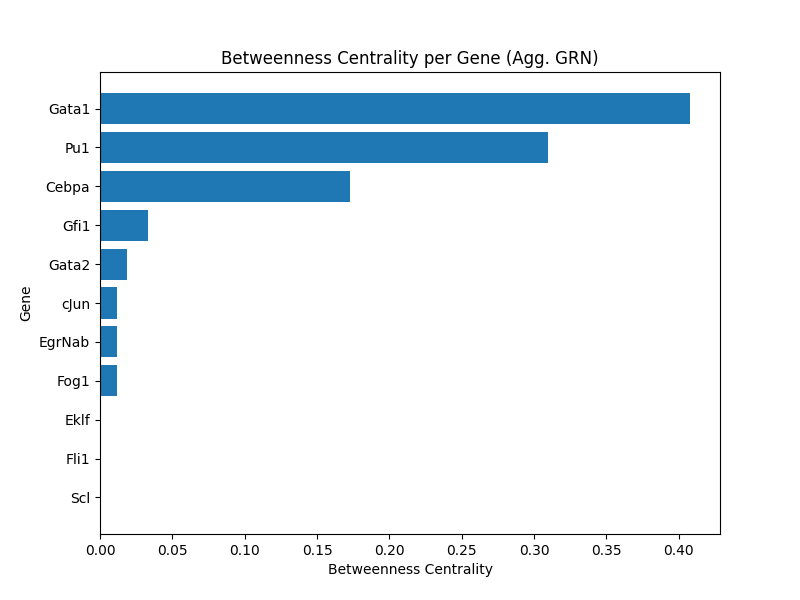 Betweenness Centrality per Gene (Agg. GRN)
Gata1
Pu1
Cebpa
Gfi1
Gata2
cJun
EgrNab
Fog1
Eklf
Fli1
Scl
Gene
0.00 0.05 0.10 0.15 0.20 0.25 0.30 0.35 0.40
Betweenness Centrality